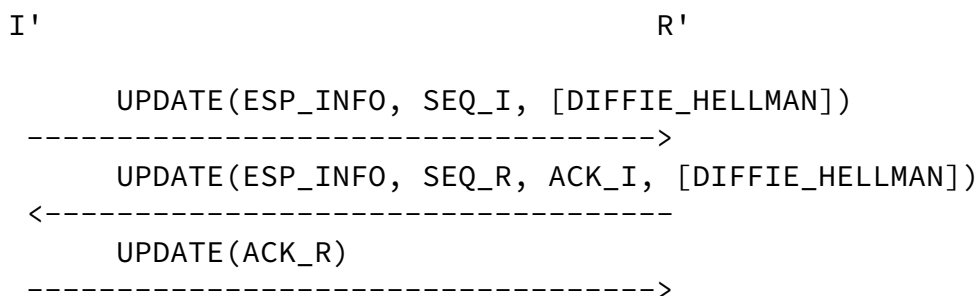 I' R'
UPDATE(ESP_INFO, SEQ_I, [DIFFIE_HELLMAN])
----------------------------------->
UPDATE(ESP_INFO, SEQ_R, ACK_I, [DIFFIE_HELLMAN])
<-----------------------------------
UPDATE(ACK_R)
----------------------------------->